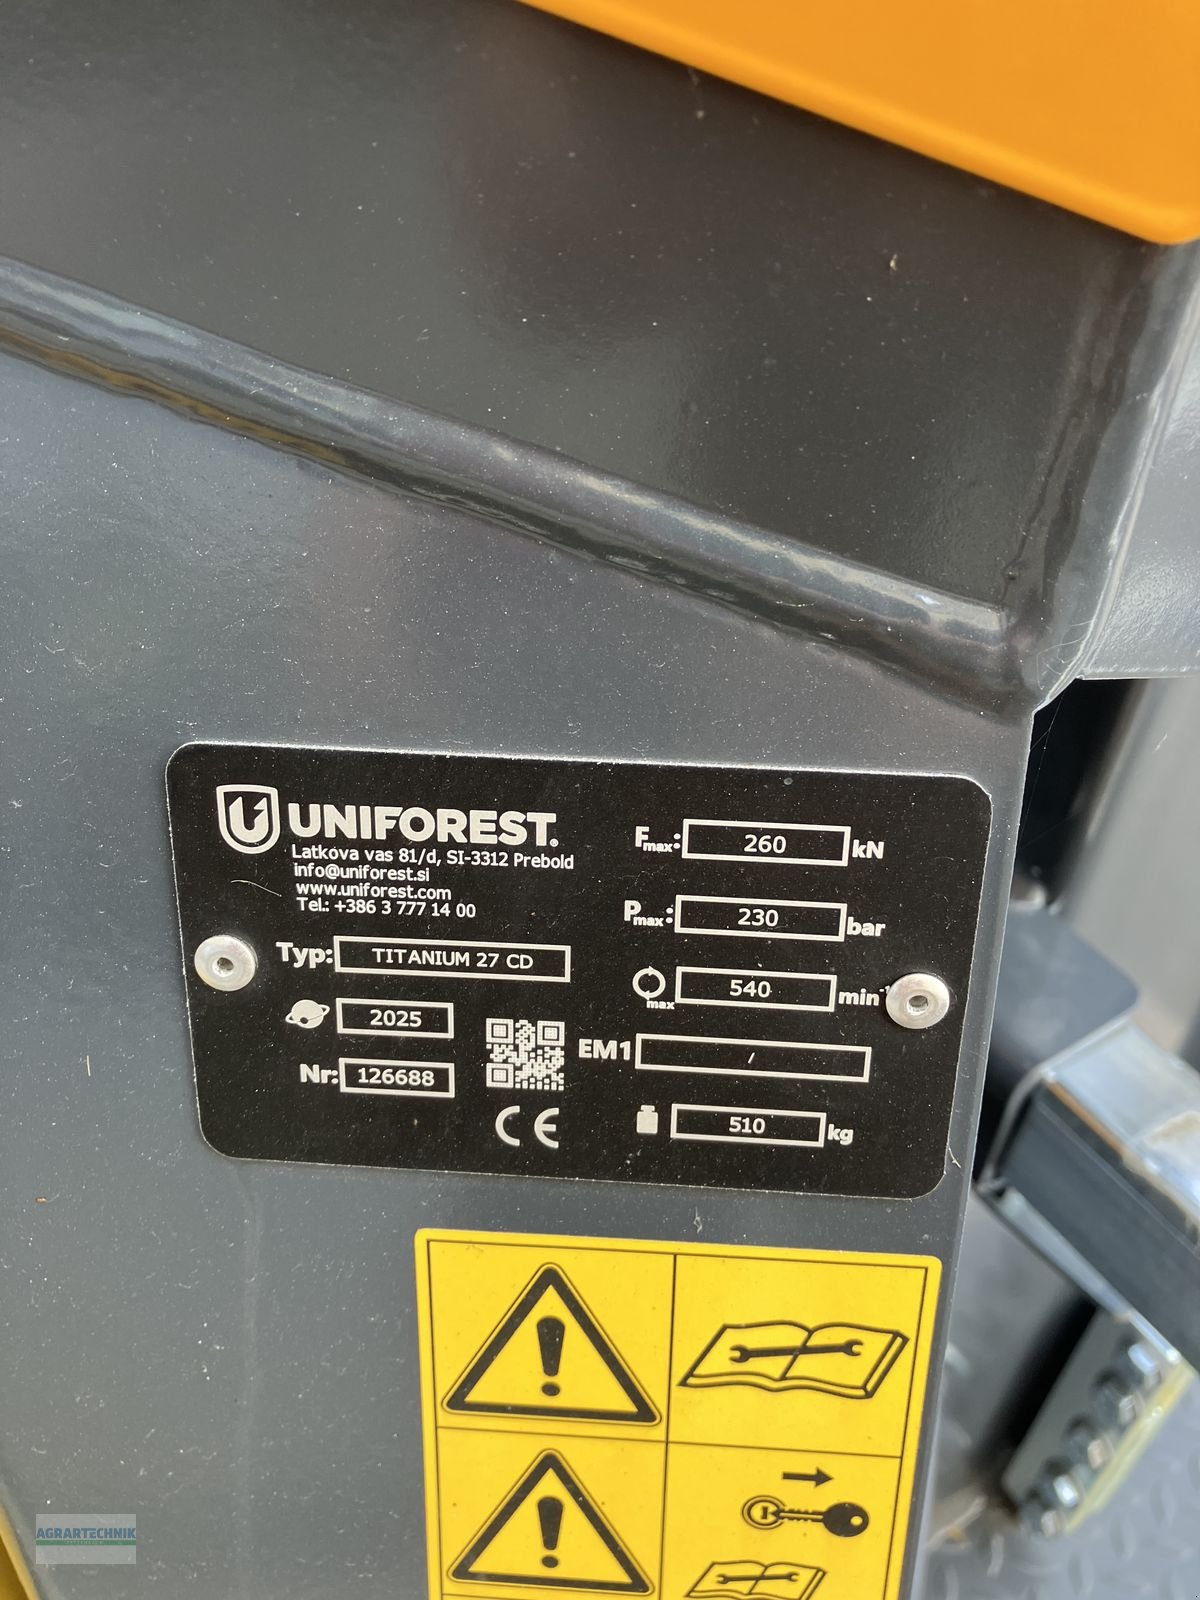 UNIFOREST®
Latkova vas 81/d, SI-3312 Prebold
info@uniforest.si
www.uniforest.com
Tel.: +386 3 777 14 00
Typ: TITANIUM 27 CD
2025
Nr: 126688
CE
Fmax: 260 kN
Pmax: 230 bar
max 540 min-1
EM1 /
510 kg
AGRARTECHNIK